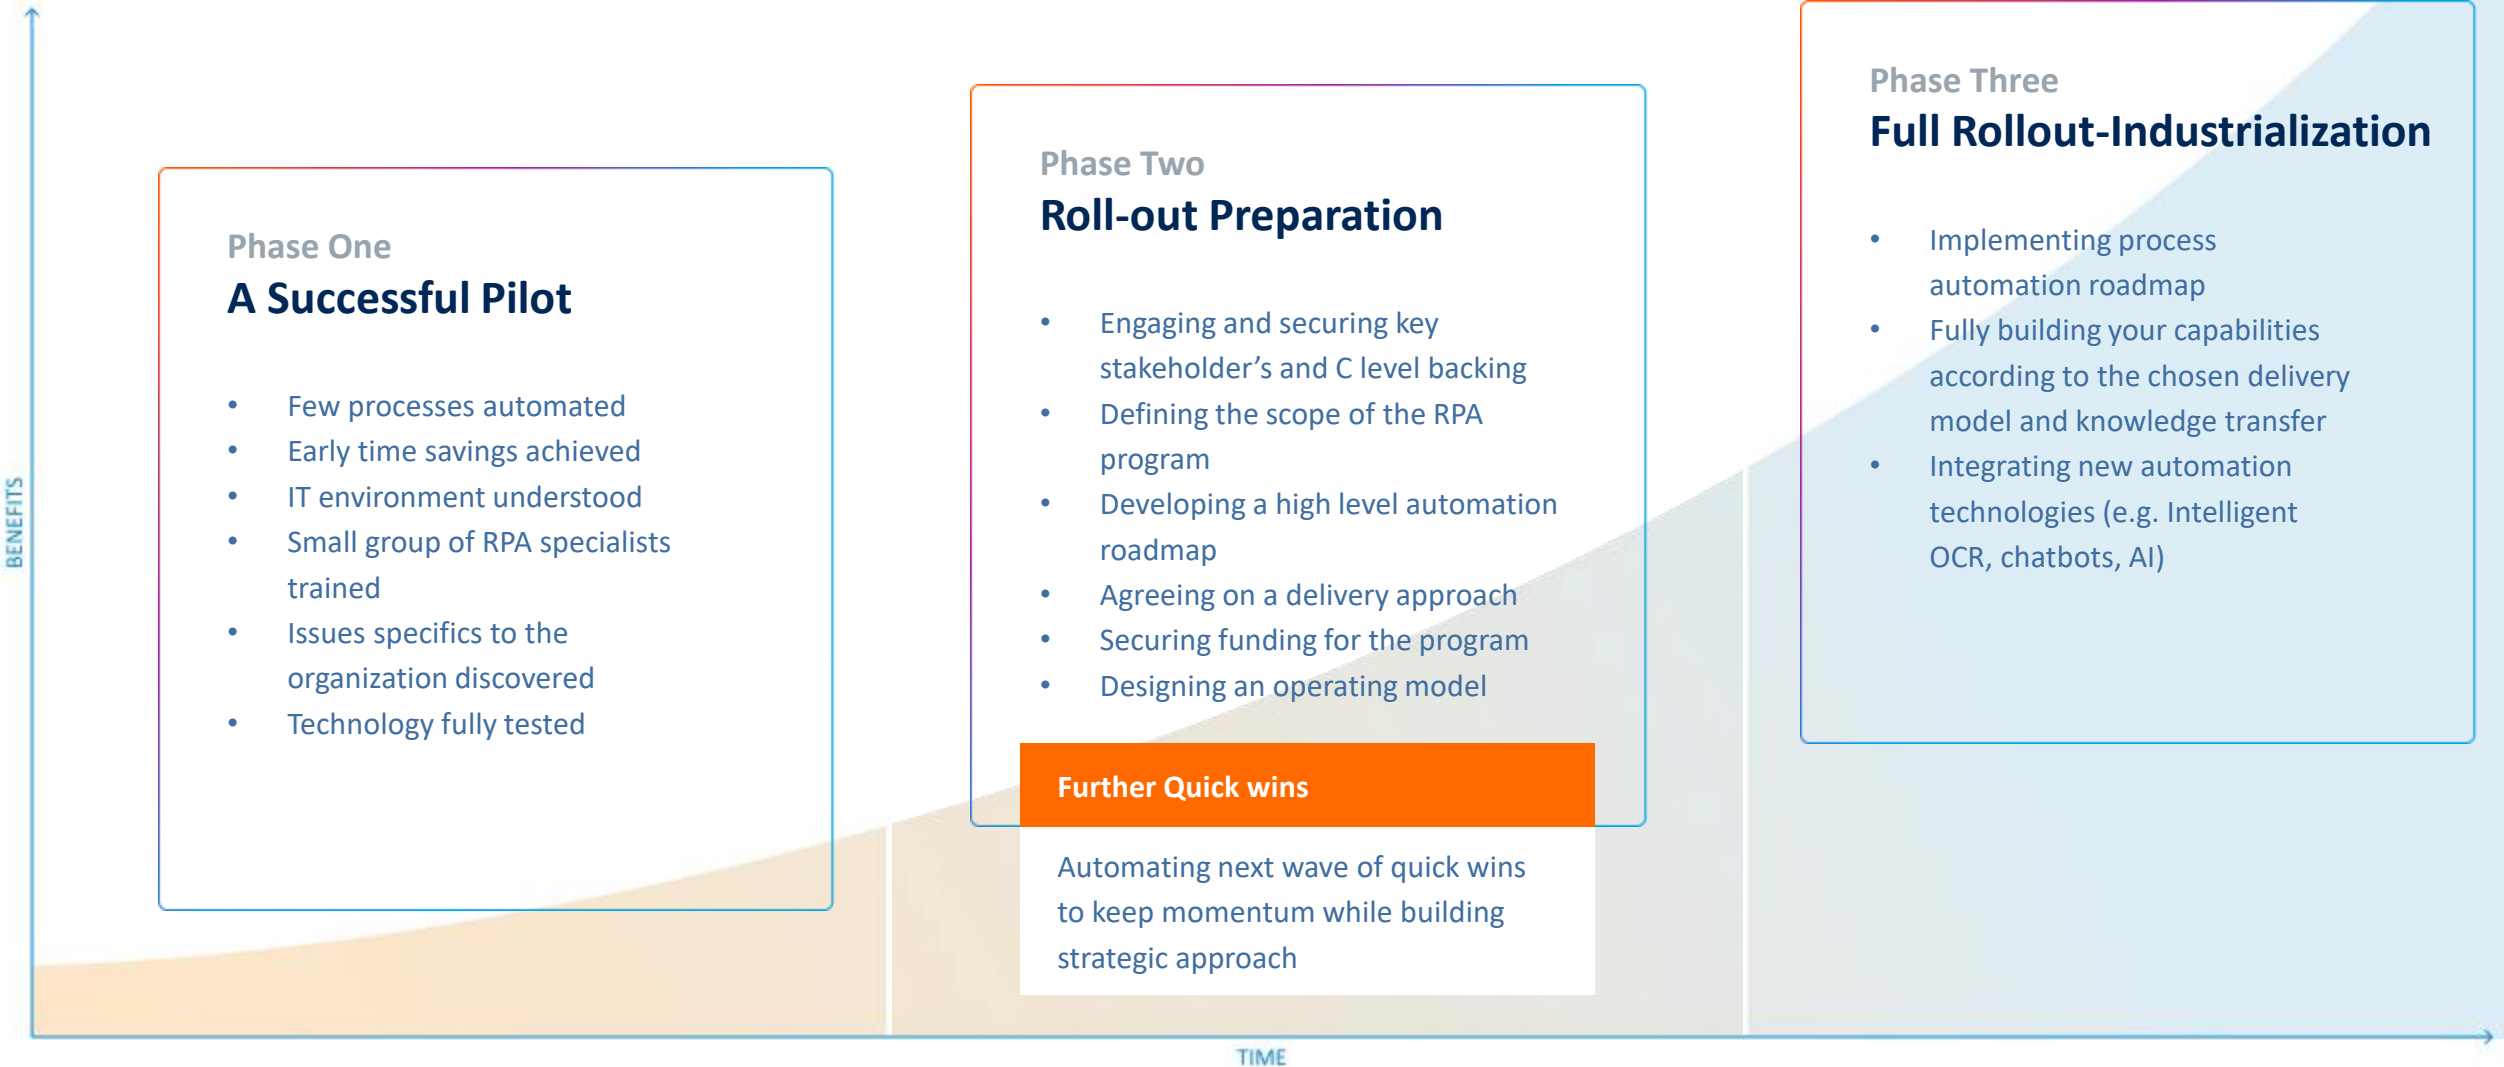 BENEFITS
Phase One
A Successful Pilot
• Few processes automated
• Early time savings achieved
• IT environment understood
• Small group of RPA specialists
trained
• Issues specifics to the
organization discovered
• Technology fully tested
Phase Two
Roll-out Preparation
• Engaging and securing key
stakeholder’s and C level backing
• Defining the scope of the RPA
program
• Developing a high level automation
roadmap
• Agreeing on a delivery approach
• Securing funding for the program
• Designing an operating model
Further Quick wins
Automating next wave of quick wins
to keep momentum while building
strategic approach
Phase Three
Full Rollout-Industrialization
• Implementing process
automation roadmap
• Fully building your capabilities
according to the chosen delivery
model and knowledge transfer
• Integrating new automation
technologies (e.g. Intelligent
OCR, chatbots, AI)
TIME